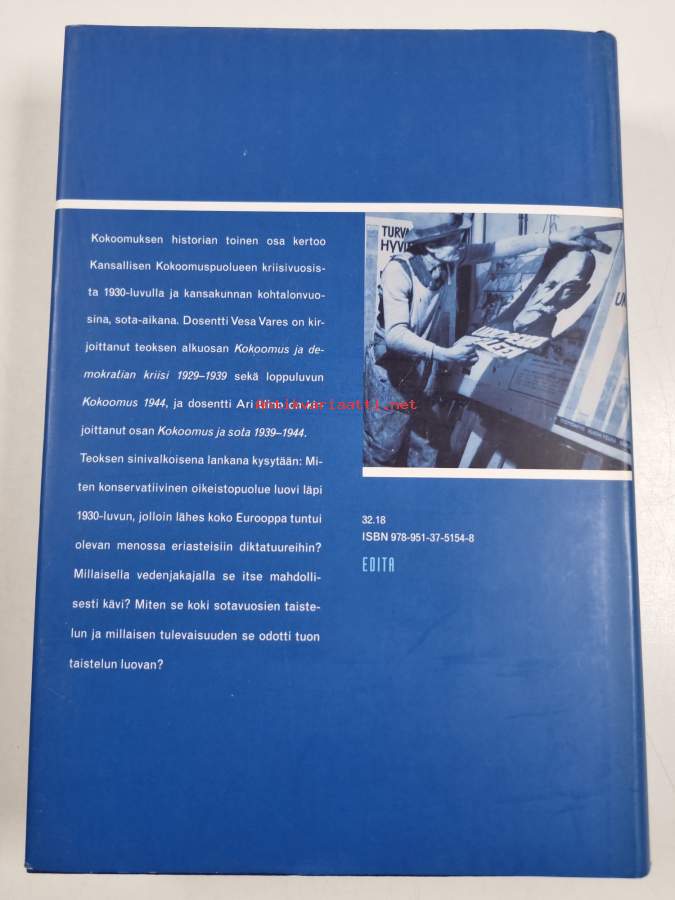 Kokoomuksen historian toinen osa kertoo
Kansallisen Kokoomuspuolueen kriisivuosis-
ta 1930-luvulla ja kansakunnan kohtalonvuo-
sina, sota-aikana. Dosentti Vesa Vares on kir-
joittanut teoksen alkuosan Kokoomus ja de-
mokratian kriisi 1929–1939 sekä loppuluvun
Kokoomus 1944, ja dosentti Ari
joittanut osan Kokoomus ja sota 1939–1944.
Teoksen sinivalkoisena lankana kysytään: Mi-
ten konservatiivinen oikeistopuolue luovi läpi
1930-luvun, jolloin lähes koko Eurooppa tuntui
olevan menossa eriasteisiin diktatuureihin?
Millaisella vedenjakajalla se itse mahdolli-
sesti kävi? Miten se koki sotavuosien taiste-
lun ja millaisen tulevaisuuden se odotti tuon
taistelun luovan?
Antikvariaatti.net
TURVA
HYVI
32.18
ISBN 978-951-37-5154-8
EDITA